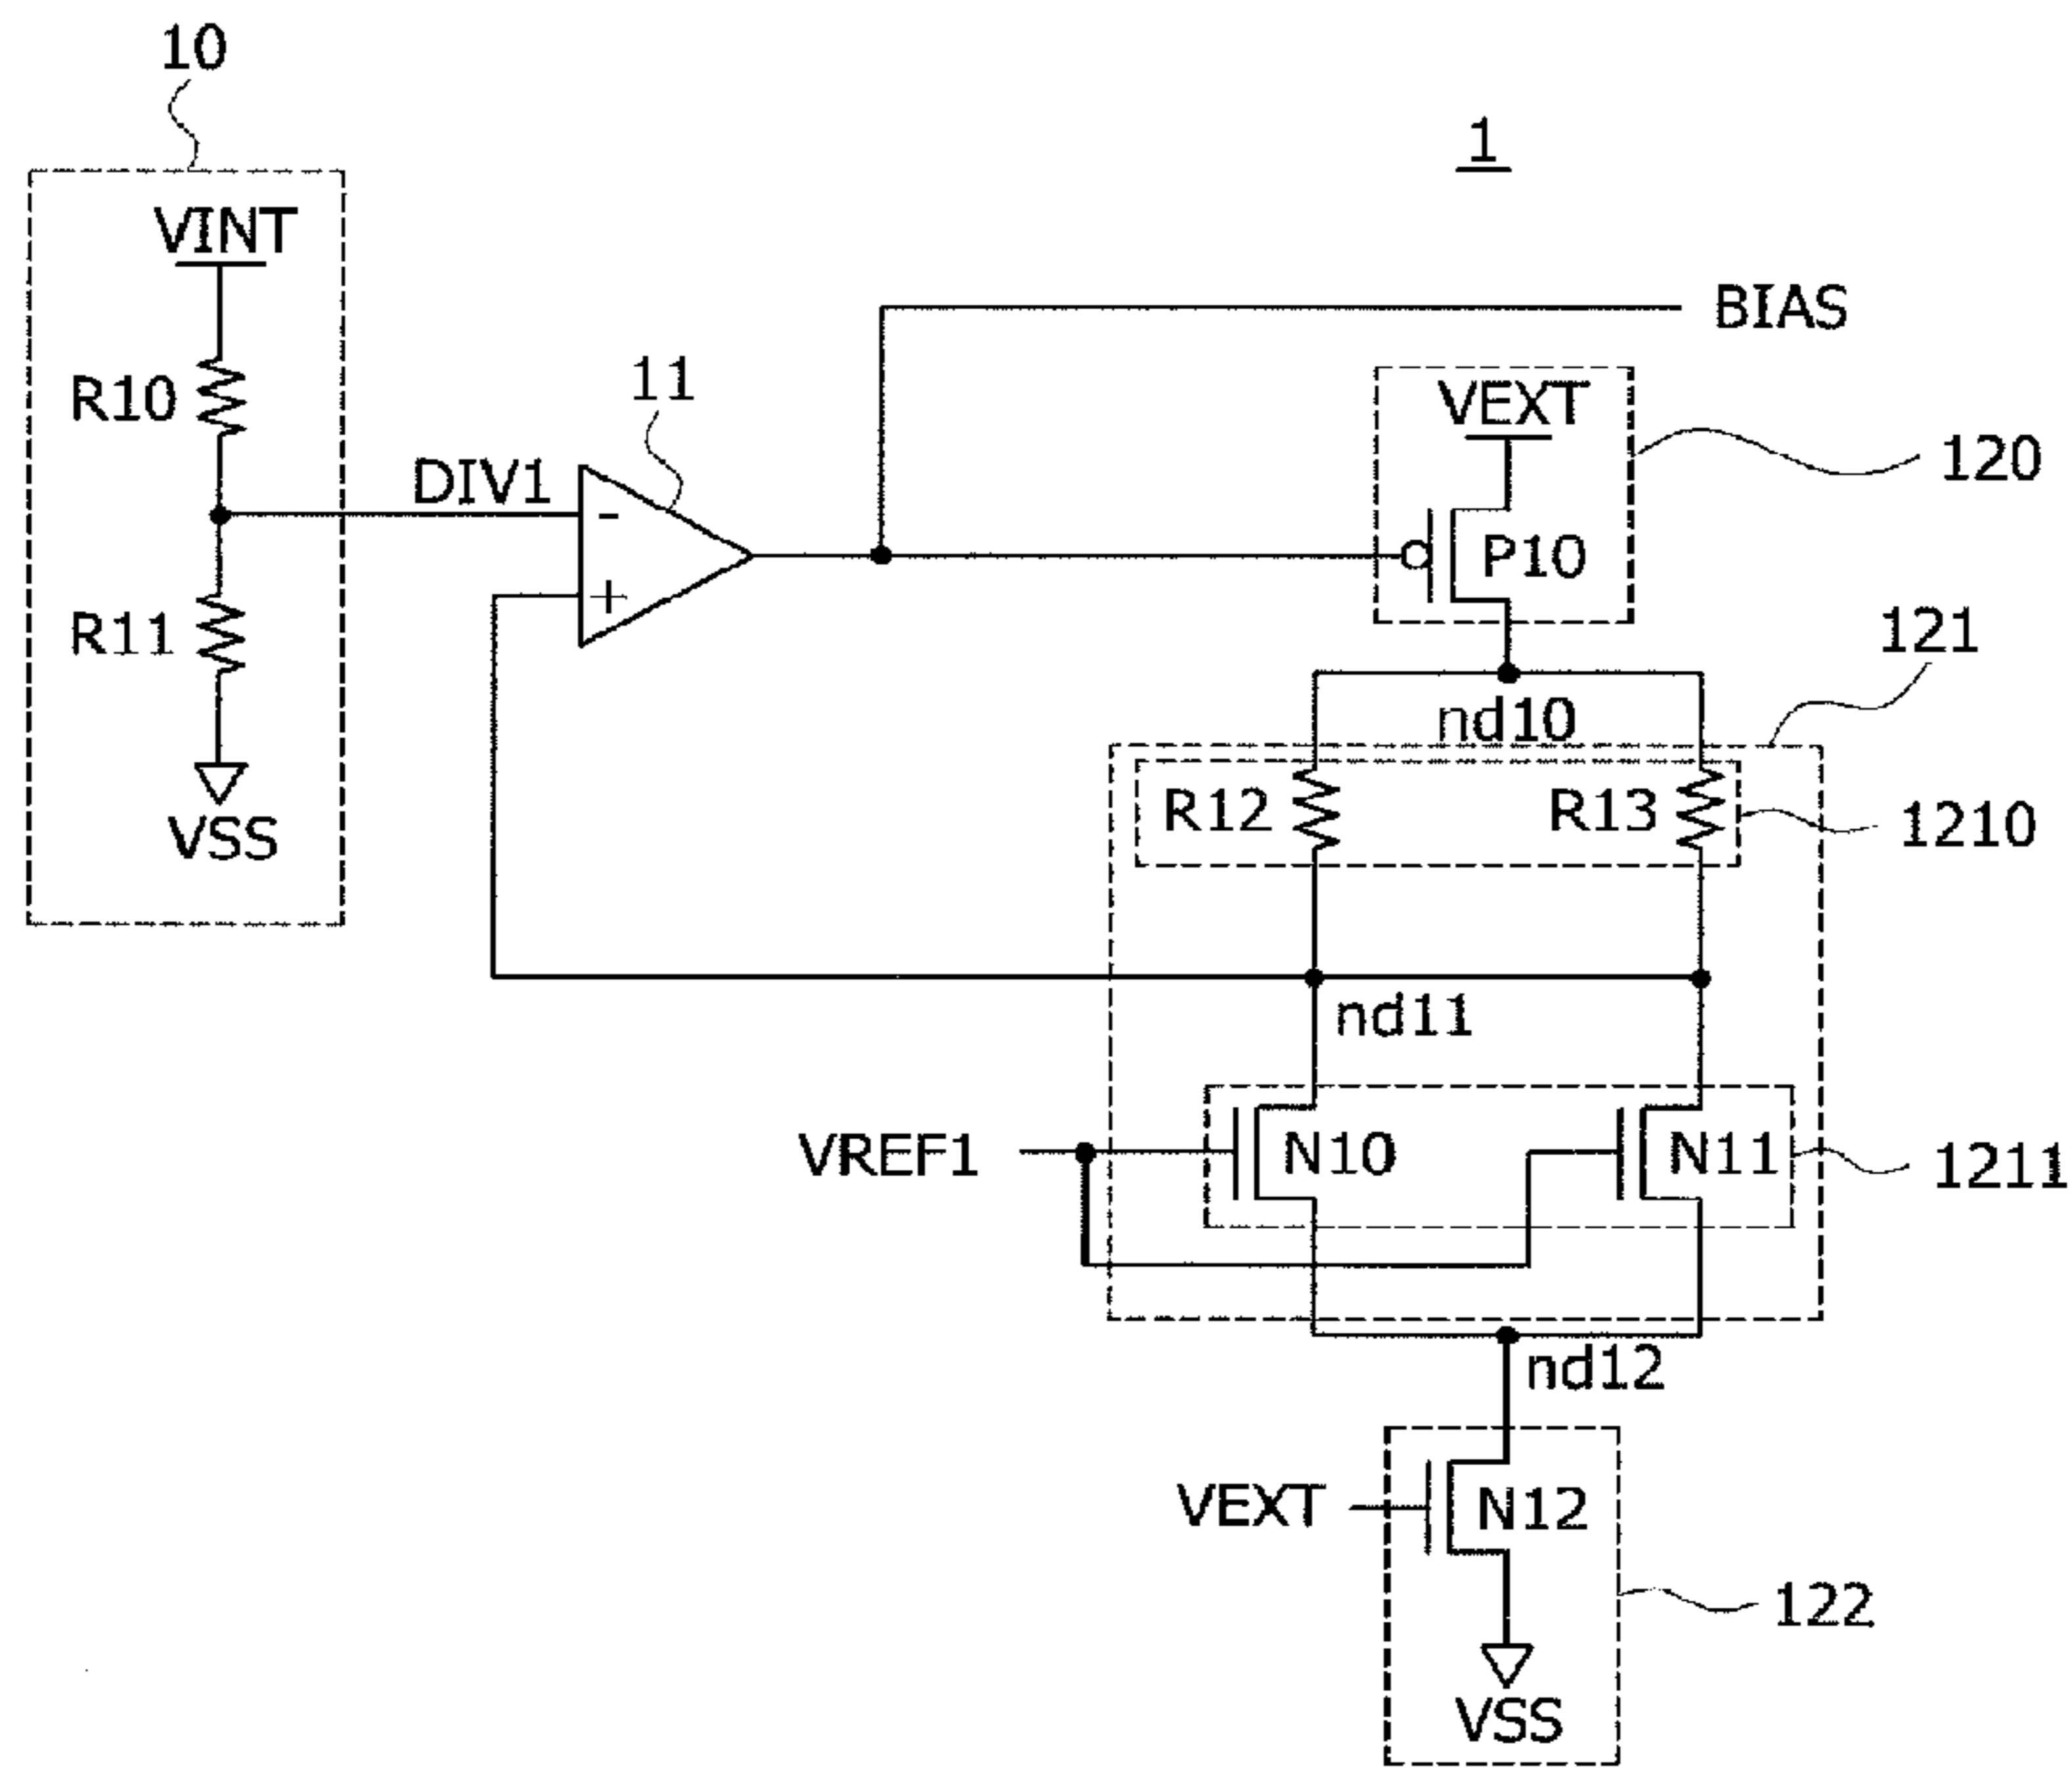 10
1
VINT
BIAS
R10
11
VEXT
120
DIV1
-
P10
+
R11
121
nd10
VSS
R12
R13
1210
nd11
VREF1
N10
N11
1211
nd12
VEXT
N12
122
VSS